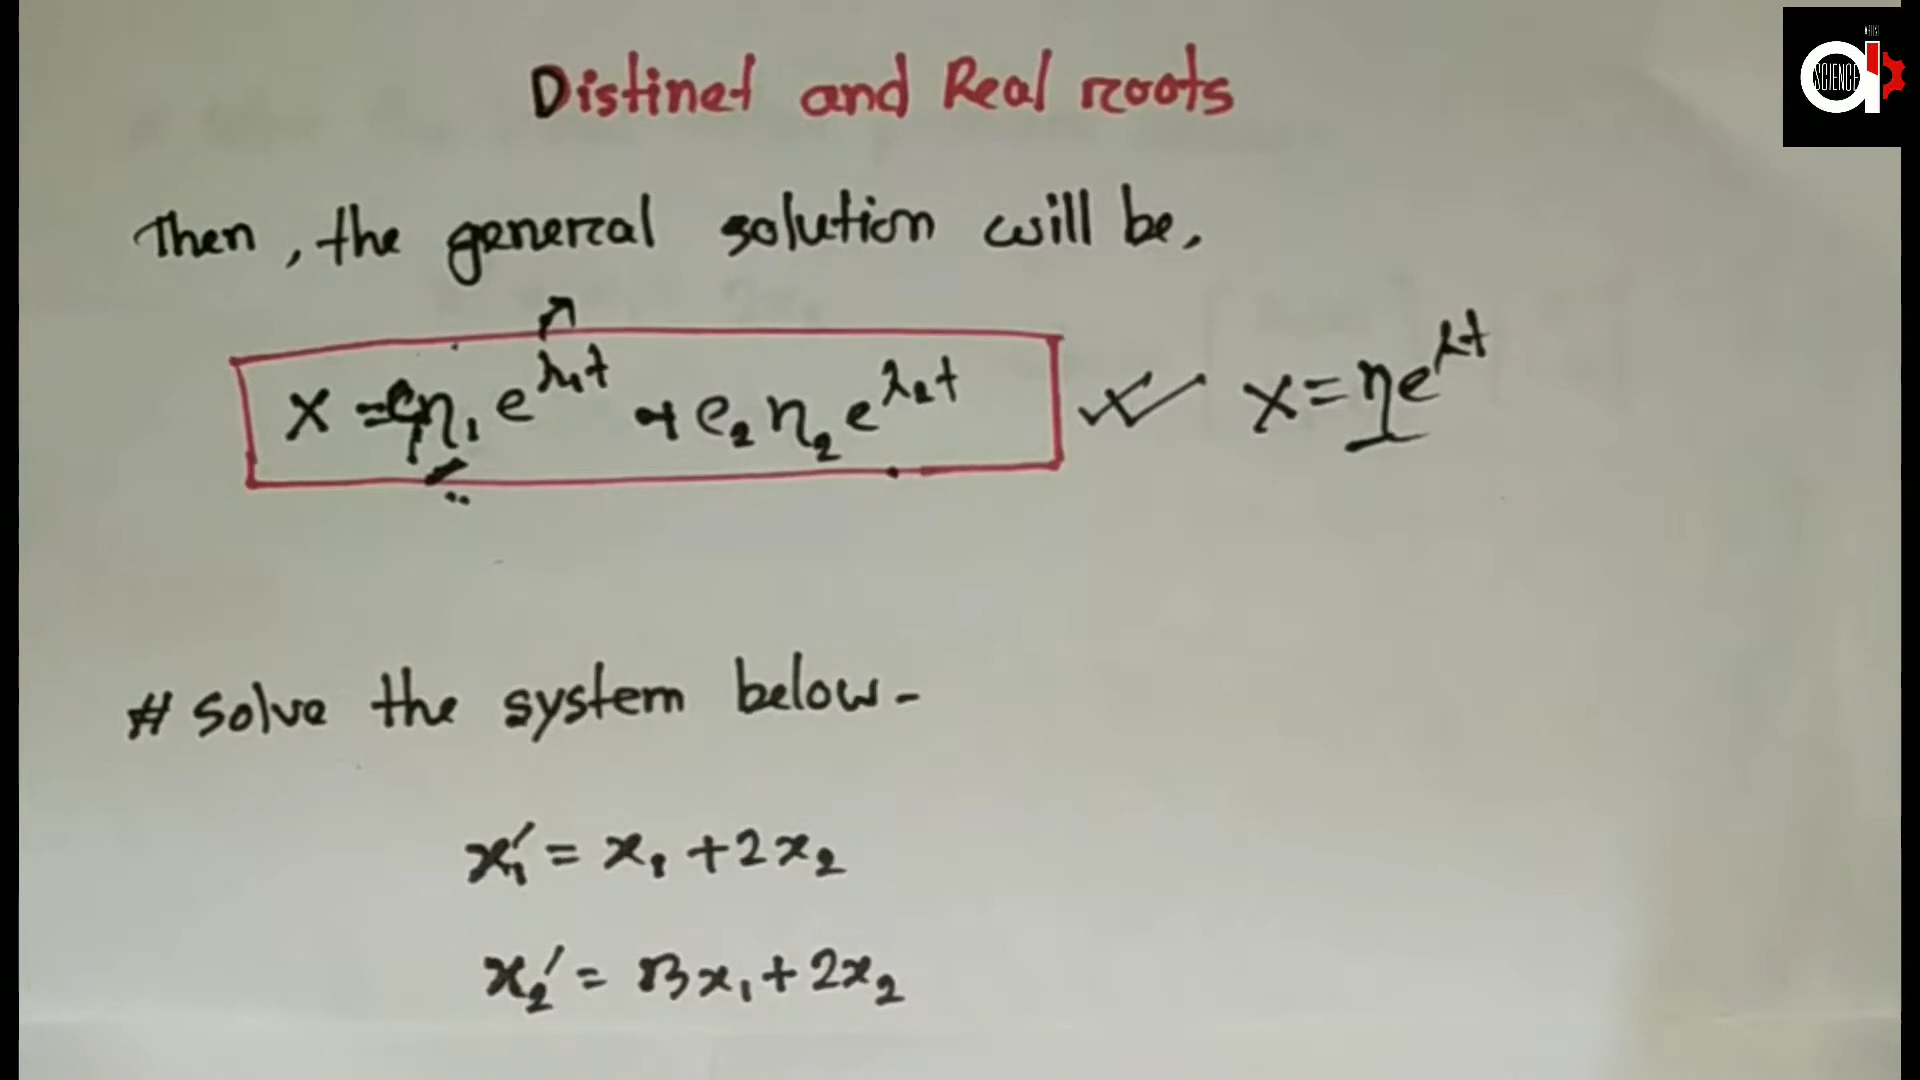 Distinct and Real roots
Then, the general solution will be,
x = c₁η₁e^λ₁t + c₂η₂e^λ₂t
x = ηe^λt
# solve the system below-
x₁′ = x₁ + 2x₂
x₂′ = 3x₁ + 2x₂
SCIENCE